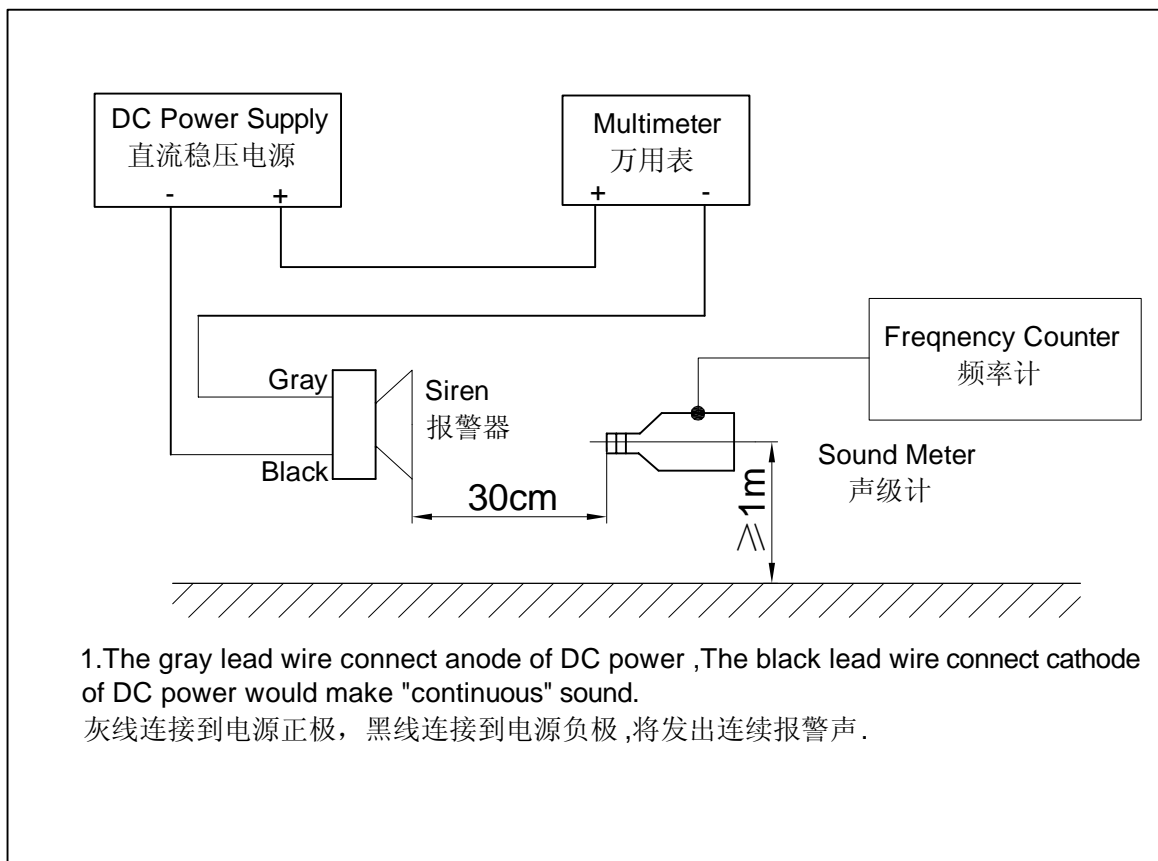 DC Power Supply
直流稳压电源
- +
Multimeter
万用表
+ -
Freqnency Counter
频率计
Gray
Siren
报警器
Black
Sound Meter
声级计
30cm
≥1m
1.The gray lead wire connect anode of DC power ,The black lead wire connect cathode
of DC power would make "continuous" sound.
灰线连接到电源正极，黑线连接到电源负极,将发出连续报警声.